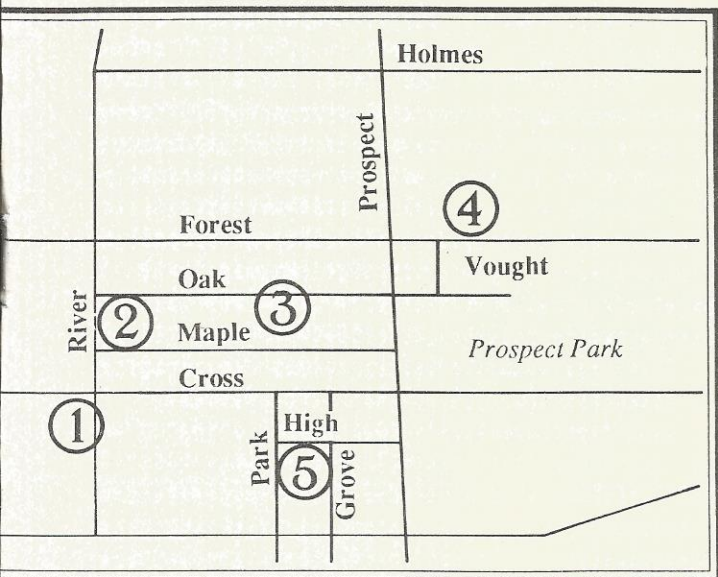 Holmes
Prospect
4
Forest
Vought
Oak
3
River
2
Maple
Prospect Park
Cross
1
High
Park
5
Grove